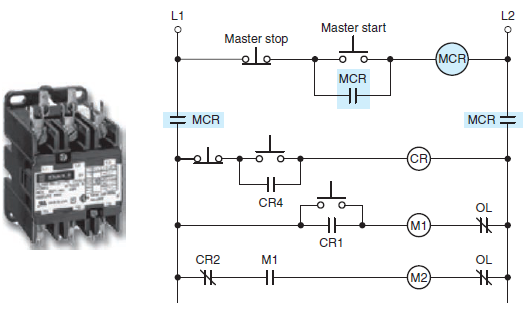 L1
L2
Master stop
Master start
MCR
MCR
MCR
MCR
CR
CR4
CR1
M1
OL
CR2
M1
M2
OL